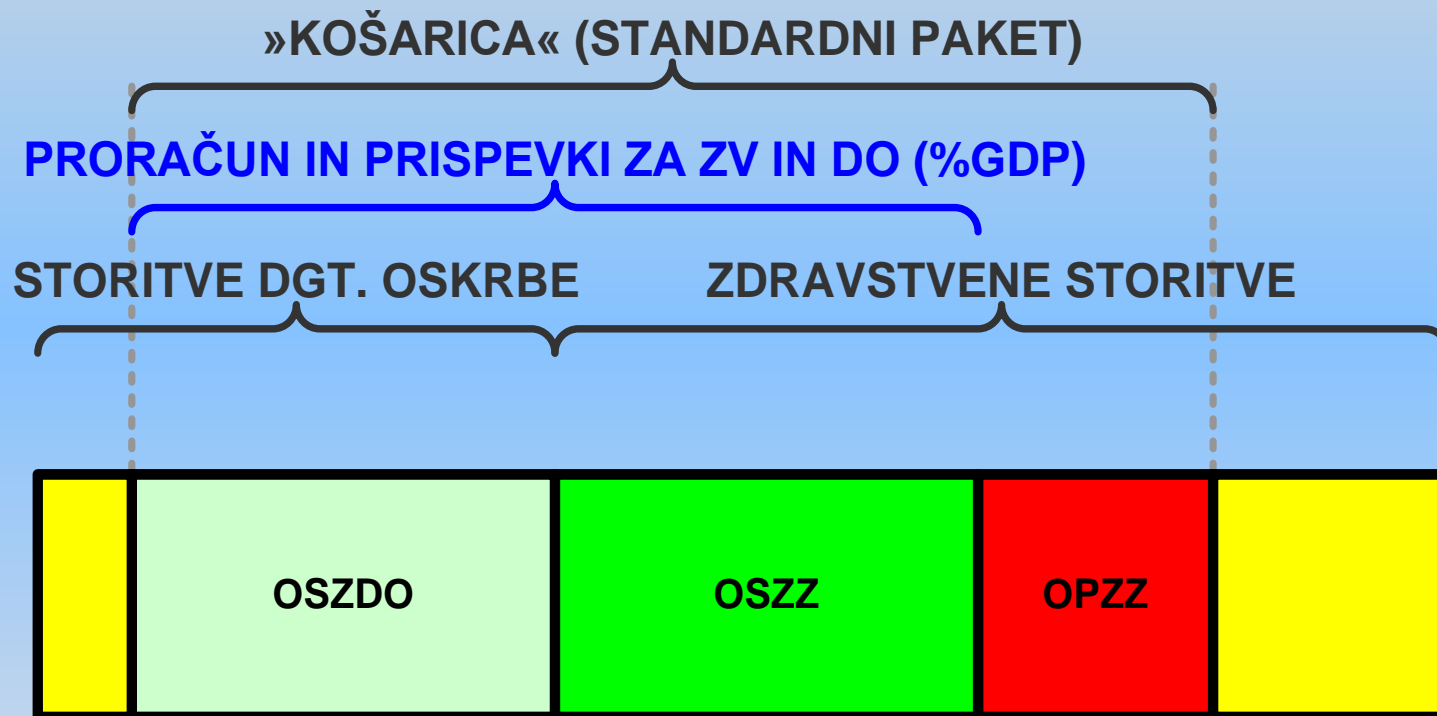 »KOŠARICA« (STANDARDNI PAKET)
PRORAČUN IN PRISPEVKI ZA ZV IN DO (%GDP)
STORITVE DGT. OSKRBE ZDRAVSTVENE STORITVE
OSZDO OSZZ OPZZ